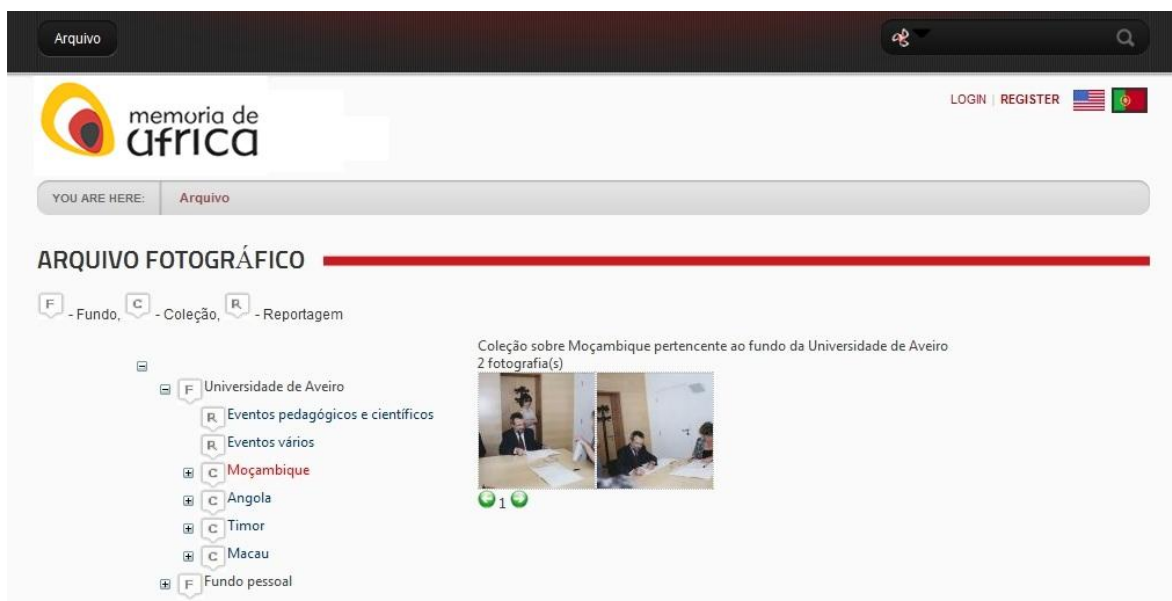 Arquivo
memoria de
africa
LOGIN | REGISTER
YOU ARE HERE: Arquivo
ARQUIVO FOTOGRÁFICO
F - Fundo, C - Coleção, R - Reportagem
Coleção sobre Moçambique pertencente ao fundo da Universidade de Aveiro
2 fotografia(s)
F Universidade de Aveiro
R Eventos pedagógicos e científicos
R Eventos vários
C Moçambique
C Angola
C Timor
C Macau
F Fundo pessoal
1